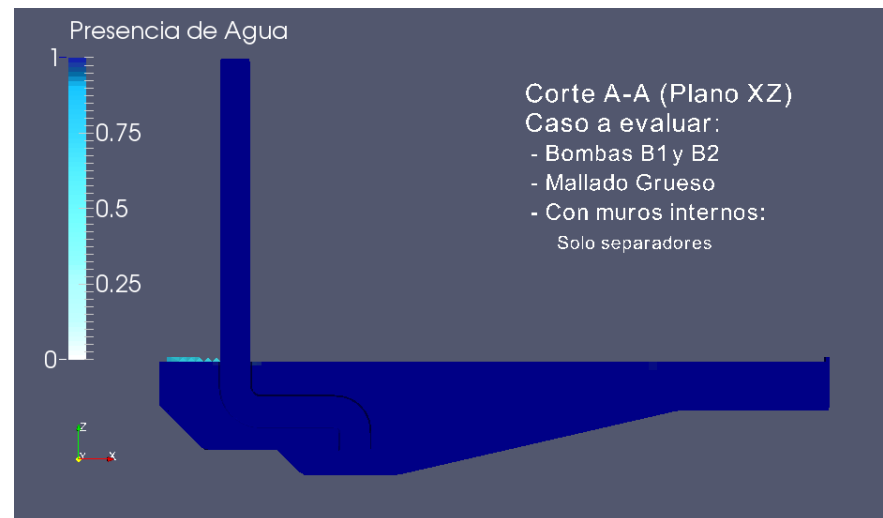 Presencia de Agua
1
0.75
0.5
0.25
0
Corte A-A (Plano XZ)
Caso a evaluar:
- Bombas B1 y B2
- Mallado Grueso
- Con muros internos:
Solo separadores
Z
Y X